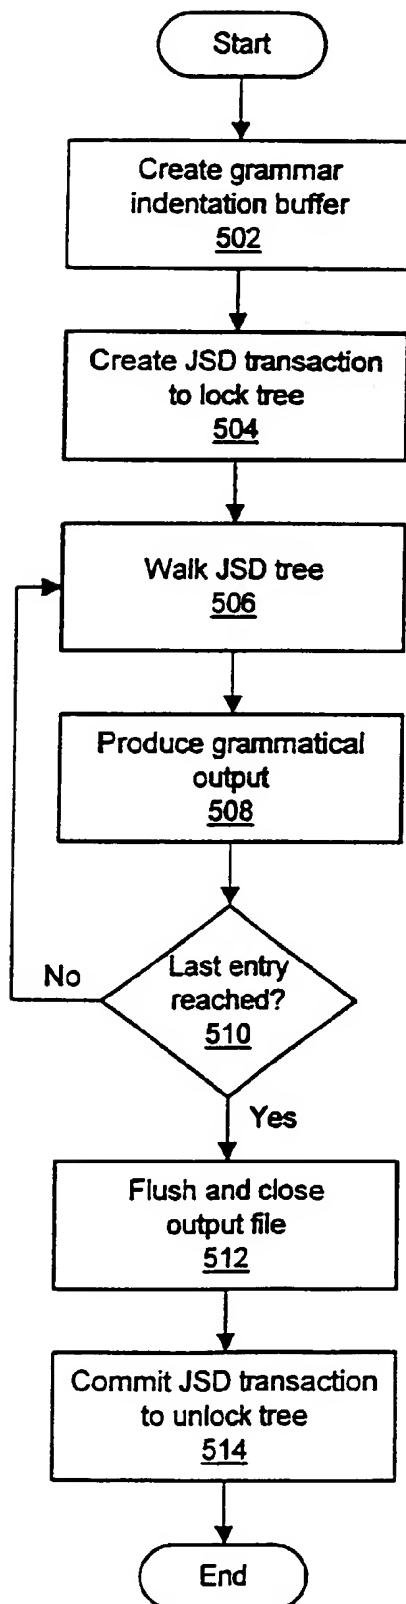 Start
Create grammar
indentation buffer
502
Create JSD transaction
to lock tree
504
Walk JSD tree
506
Produce grammatical
output
508
No
Last entry
reached?
510
Yes
Flush and close
output file
512
Commit JSD transaction
to unlock tree
514
End